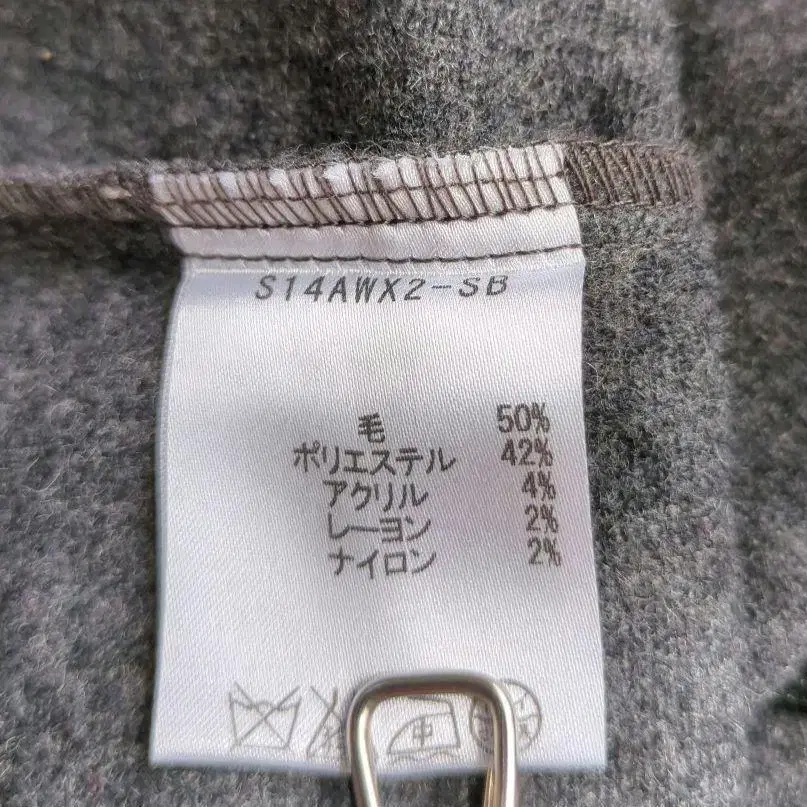 S14AWX2-SB
毛 50%
ポリエステル 42%
アクリル 4%
レーヨン 2%
ナイロン 2%
中